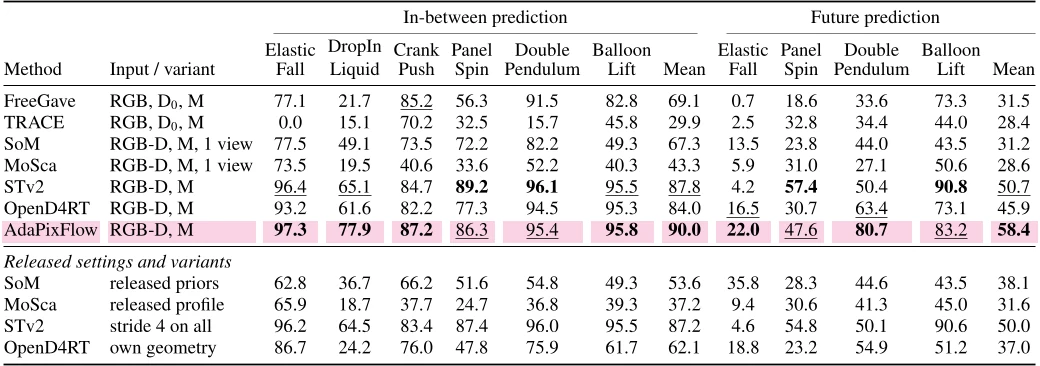 In-between prediction Future prediction
Elastic DropIn Crank Panel Double Balloon Elastic Panel Double Balloon
Method Input / variant Fall Liquid Push Spin Pendulum Lift Mean Fall Spin Pendulum Lift Mean
FreeGave RGB, D0, M 77.1 21.7 85.2 56.3 91.5 82.8 69.1 0.7 18.6 33.6 73.3 31.5
TRACE RGB, D0, M 0.0 15.1 70.2 32.5 15.7 45.8 29.9 2.5 32.8 34.4 44.0 28.4
SoM RGB-D, M, 1 view 77.5 49.1 73.5 72.2 82.2 49.3 67.3 13.5 23.8 44.0 43.5 31.2
MoSca RGB-D, M, 1 view 73.5 19.5 40.6 33.6 52.2 40.3 43.3 5.9 31.0 27.1 50.6 28.6
STv2 RGB-D, M 96.4 65.1 84.7 89.2 96.1 95.5 87.8 4.2 57.4 50.4 90.8 50.7
OpenD4RT RGB-D, M 93.2 61.6 82.2 77.3 94.5 95.3 84.0 16.5 30.7 63.4 73.1 45.9
AdaPixFlow RGB-D, M 97.3 77.9 87.2 86.3 95.4 95.8 90.0 22.0 47.6 80.7 83.2 58.4
Released settings and variants
SoM released priors 62.8 36.7 66.2 51.6 54.8 49.3 53.6 35.8 28.3 44.6 43.5 38.1
MoSca released profile 65.9 18.7 37.7 24.7 36.8 39.3 37.2 9.4 30.6 41.3 45.0 31.6
STv2 stride 4 on all 96.2 64.5 83.4 87.4 96.0 95.5 87.2 4.6 54.8 50.1 90.6 50.0
OpenD4RT own geometry 86.7 24.2 76.0 47.8 75.9 61.7 62.1 18.8 23.2 54.9 51.2 37.0